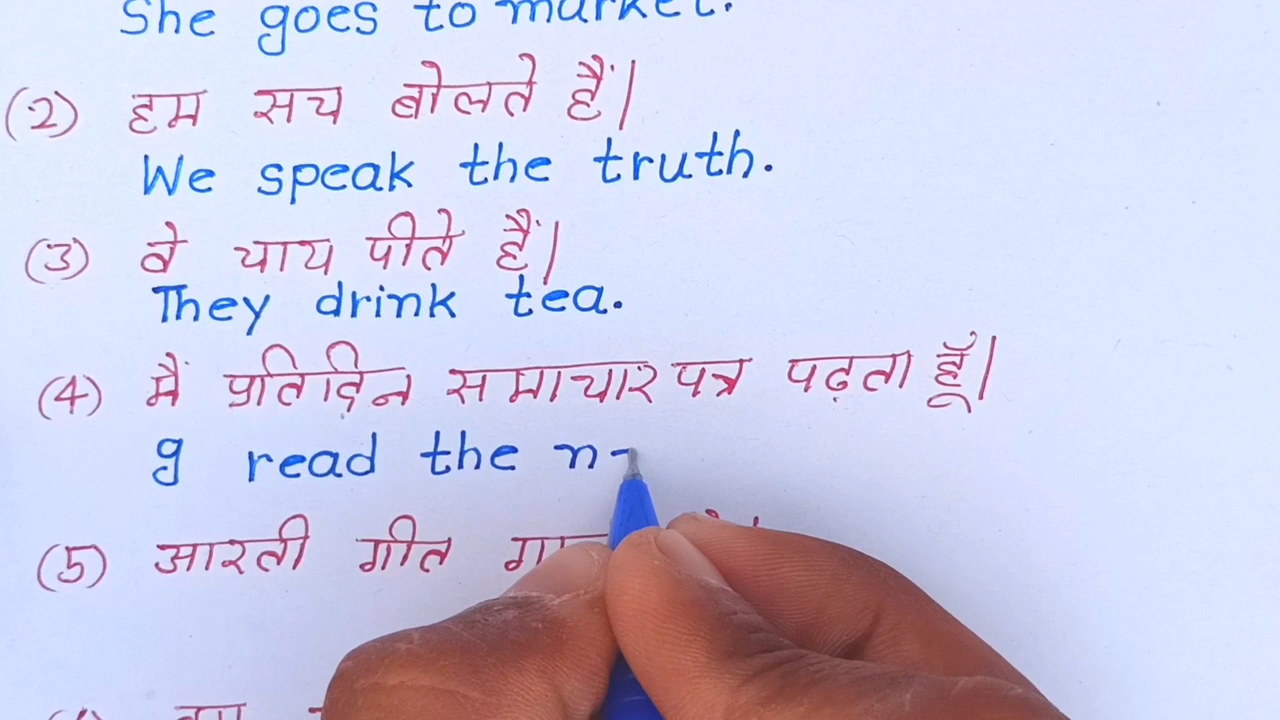 She goes to market.
(2) हम सच बोलते हैं।
We speak the truth.
(3) वे चाय पीते हैं।
They drink tea.
(4) मैं प्रतिदिन समाचार पत्र पढ़ता हूँ।
I read the n
(5) आरती गीत